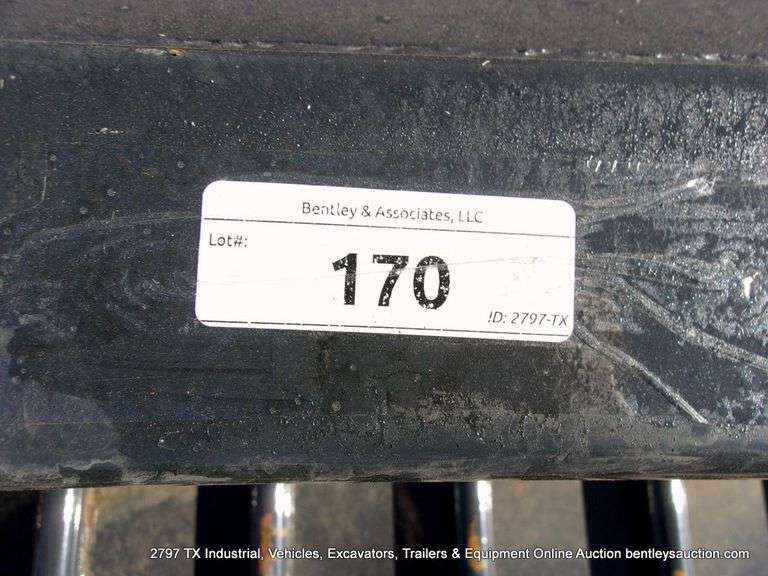 Bentley & Associates, LLC
Lot#:
170
ID: 2797-TX
2797 TX Industrial, Vehicles, Excavators, Trailers & Equipment Online Auction bentleysauction.com